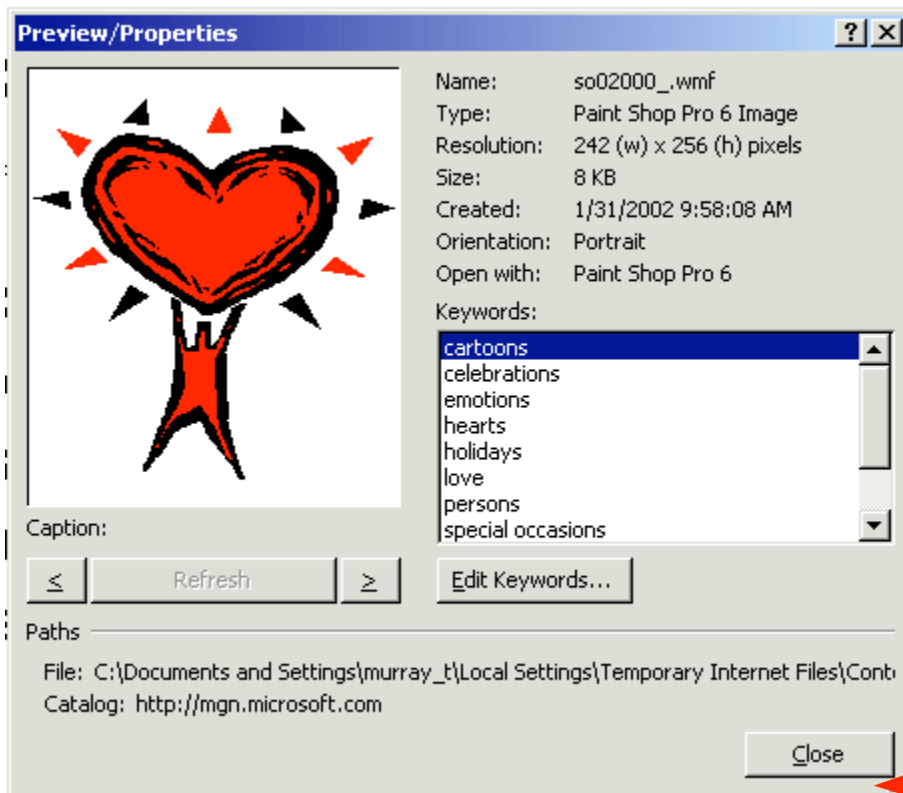 Preview/Properties
Name: so02000_.wmf
Type: Paint Shop Pro 6 Image
Resolution: 242 (w) x 256 (h) pixels
Size: 8 KB
Created: 1/31/2002 9:58:08 AM
Orientation: Portrait
Open with: Paint Shop Pro 6
Keywords:
cartoons
celebrations
emotions
hearts
holidays
love
persons
special occasions
Caption:
< Refresh >
Edit Keywords...
Paths
File: C:\Documents and Settings\murray_t\Local Settings\Temporary Internet Files\Conte
Catalog: http://mgn.microsoft.com
Close